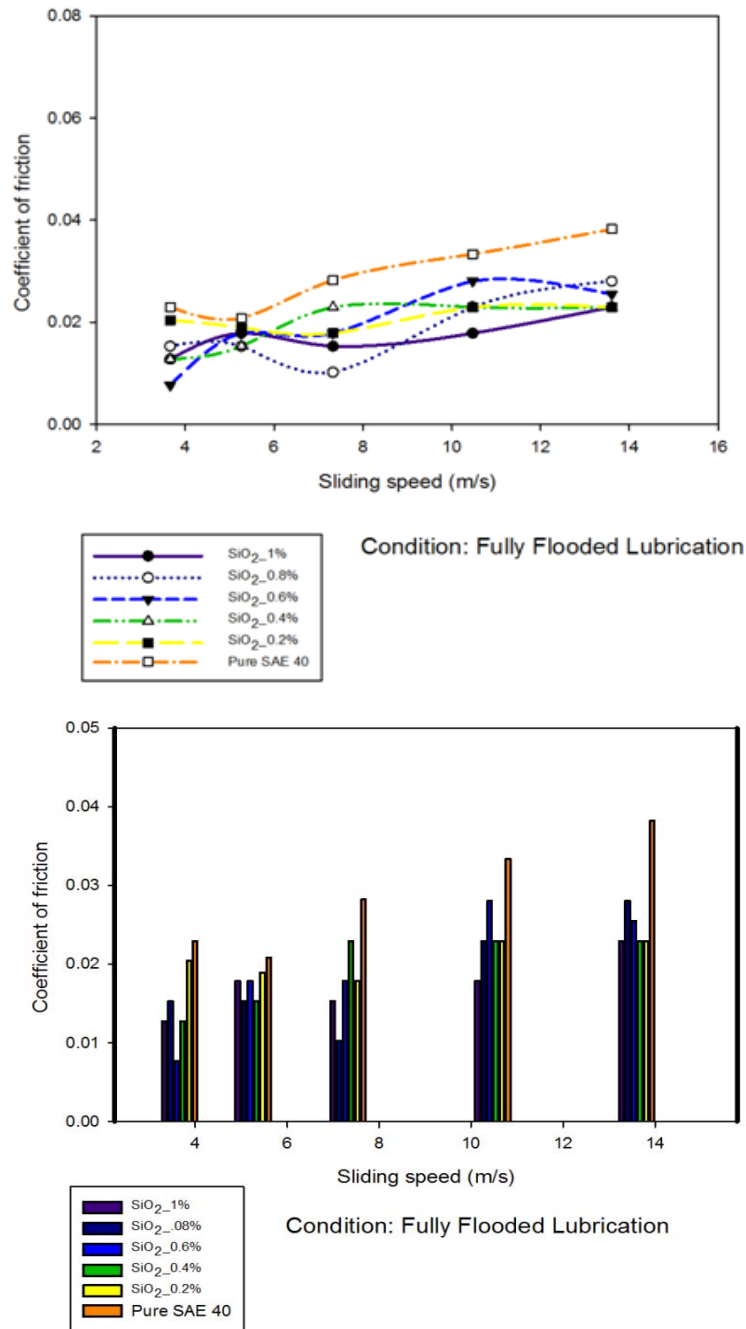 0.08
0.06
0.04
0.02
0.00
Coefficient of friction
2 4 6 8 10 12 14 16
Sliding speed (m/s)
Condition: Fully Flooded Lubrication
SiO2_1%
SiO2_0.8%
SiO2_0.6%
SiO2_0.4%
SiO2_0.2%
Pure SAE 40
0.05
0.04
0.03
0.02
0.01
0.00
Coefficient of friction
4 6 8 10 12 14
Sliding speed (m/s)
Condition: Fully Flooded Lubrication
SiO2_1%
SiO2_.08%
SiO2_0.6%
SiO2_0.4%
SiO2_0.2%
Pure SAE 40